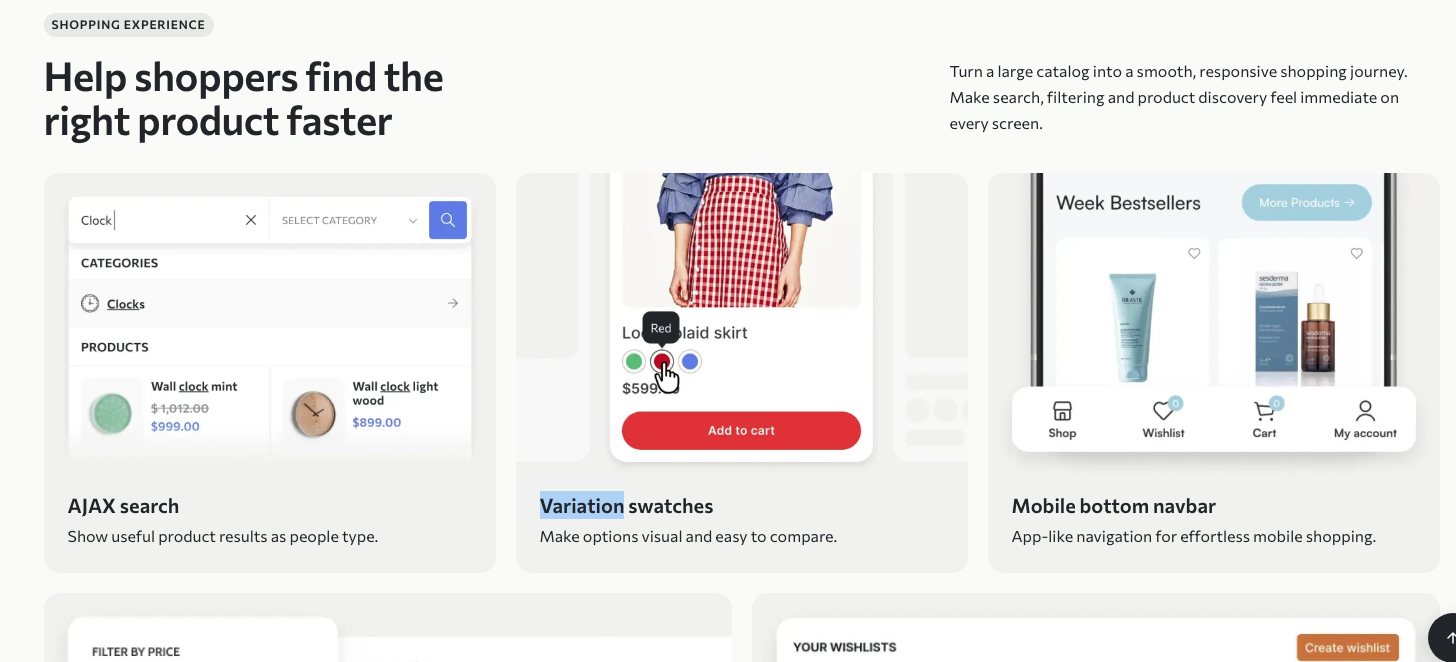 SHOPPING EXPERIENCE
Help shoppers find the
right product faster
Turn a large catalog into a smooth, responsive shopping journey.
Make search, filtering and product discovery feel immediate on
every screen.
Clock
SELECT CATEGORY
CATEGORIES
Clocks
PRODUCTS
Wall clock mint
$ 1,012.00
$999.00
Wall clock light
wood
$899.00
AJAX search
Show useful product results as people type.
Red
plaid skirt
$599.
Add to cart
Variation swatches
Make options visual and easy to compare.
Week Bestsellers
More Products →
sesderma
sesderma
0
0
Shop
Wishlist
Cart
My account
Mobile bottom navbar
App-like navigation for effortless mobile shopping.
FILTER BY PRICE
YOUR WISHLISTS
Create wishlist